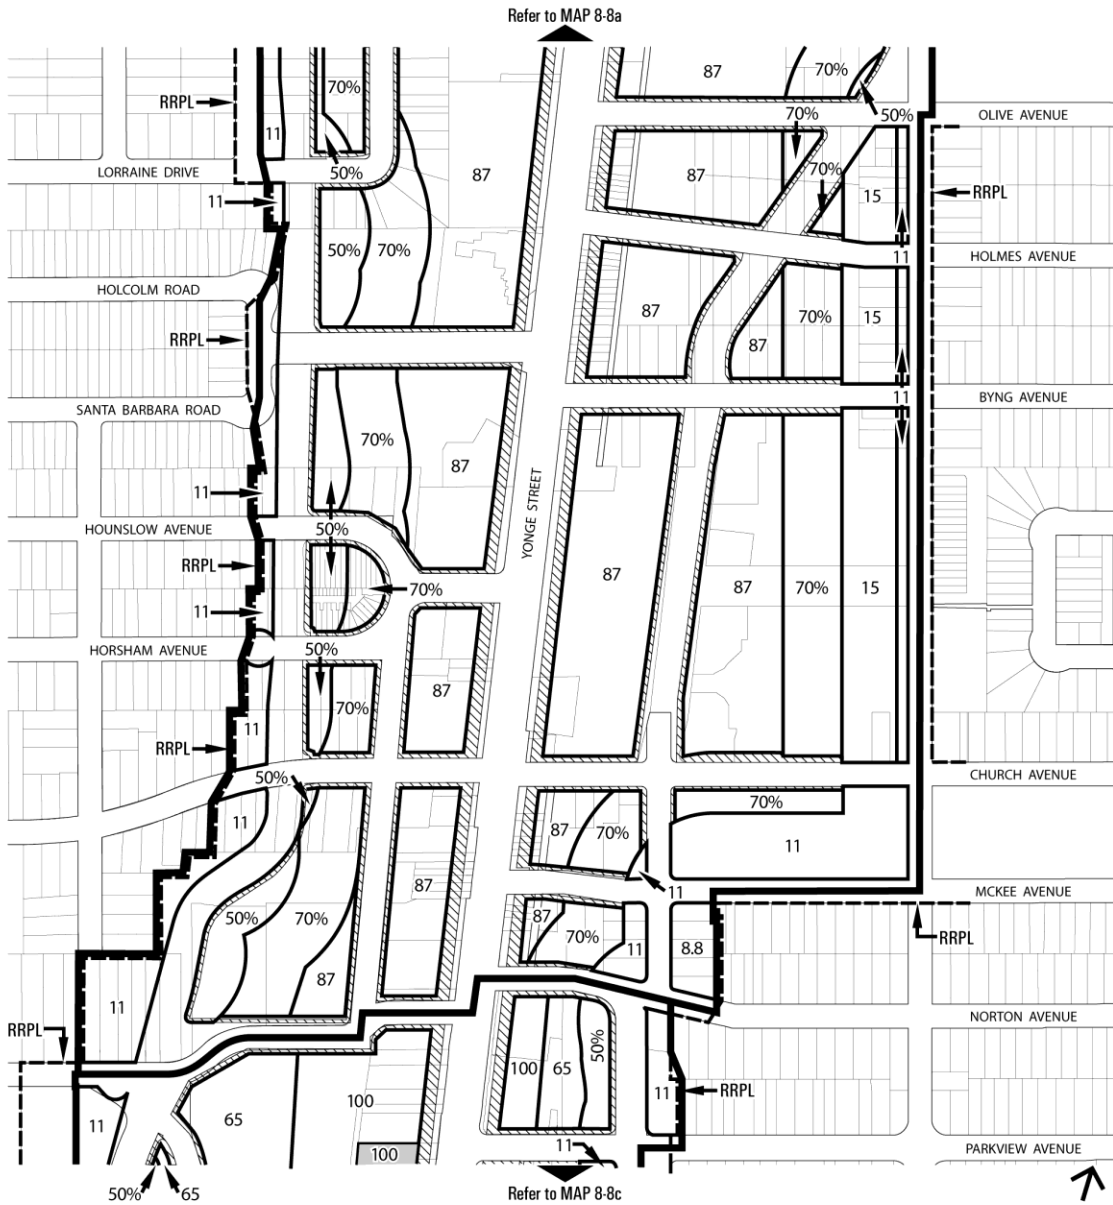 Refer to MAP 8-8a
87
70%
70%
RRPL
50%
70%
OLIVE AVENUE
11
50%
LORRAINE DRIVE
87
87
70%
15
RRPL
11
50%
70%
11
HOLMES AVENUE
HOLCOLM ROAD
87
70%
15
RRPL
87
11
BYNG AVENUE
SANTA BARBARA ROAD
70%
87
YONGE STREET
11
50%
HOUNSLOW AVENUE
RRPL
87
87
70%
15
70%
11
50%
HORSHAM AVENUE
87
70%
11
RRPL
50%
CHURCH AVENUE
11
87
70%
70%
11
87
11
MCKEE AVENUE
50%
70%
87
70%
11
8.8
RRPL
87
11
RRPL
NORTON AVENUE
100
65
50%
11
RRPL
100
65
11
100
11
PARKVIEW AVENUE
50%
65
Refer to MAP 8-8c